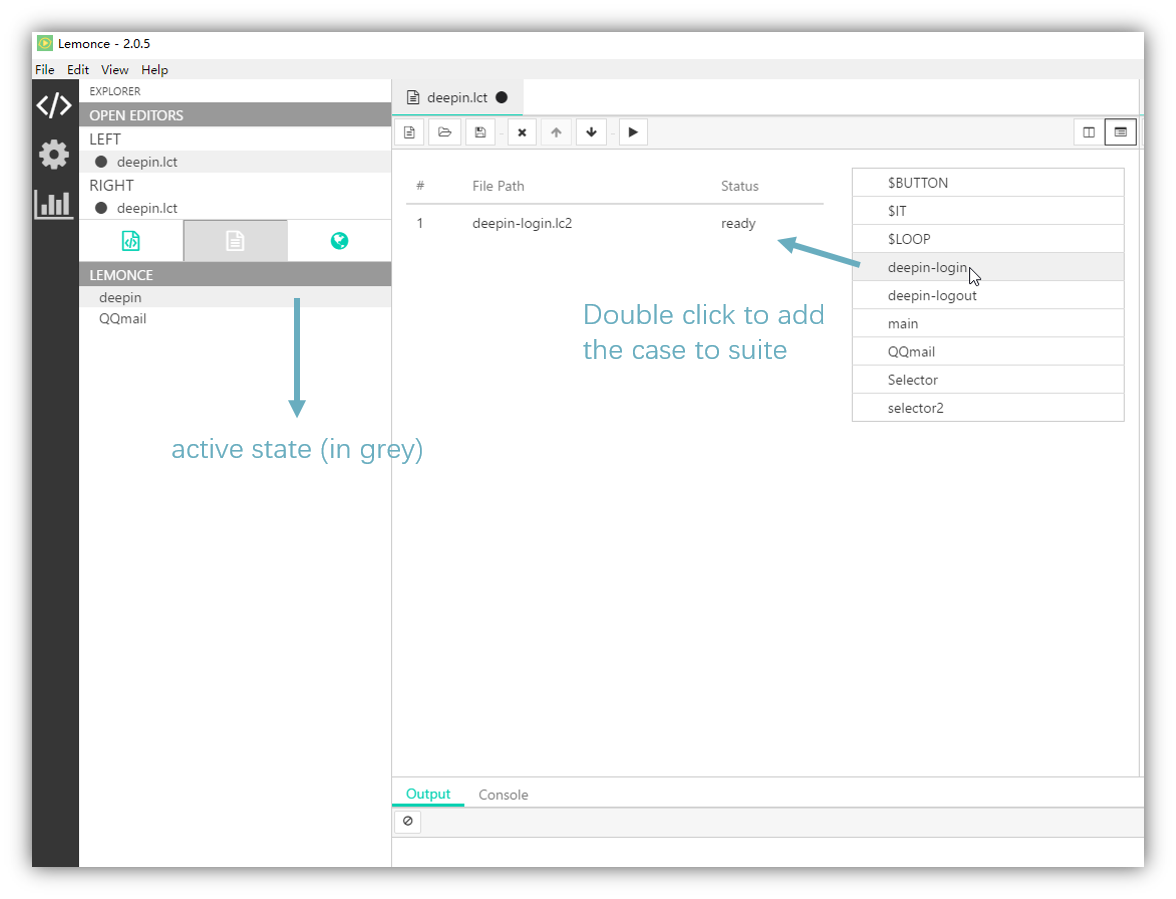 Lemonce - 2.0.5
File Edit View Help
EXPLORER
OPEN EDITORS
LEFT
deepin.lct
RIGHT
deepin.lct
LEMONCE
deepin
QQmail
active state (in grey)
deepin.lct
# File Path Status
1 deepin-login.lc2 ready
Double click to add
the case to suite
$BUTTON
$IT
$LOOP
deepin-login
deepin-logout
main
QQmail
Selector
selector2
Output Console